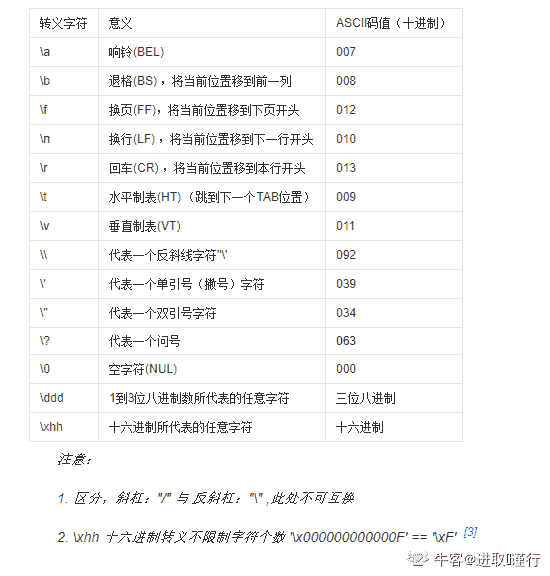 转义字符 意义 ASCII码值（十进制）
\a 响铃(BEL) 007
\b 退格(BS) ，将当前位置移到前一列 008
\f 换页(FF)，将当前位置移到下页开头 012
\n 换行(LF) ，将当前位置移到下一行开头 010
\r 回车(CR) ，将当前位置移到本行开头 013
\t 水平制表(HT) （跳到下一个TAB位置） 009
\v 垂直制表(VT) 011
\\ 代表一个反斜线字符''\' 092
\' 代表一个单引号（撇号）字符 039
\" 代表一个双引号字符 034
\? 代表一个问号 063
\0 空字符(NUL) 000
\ddd 1到3位八进制数所代表的任意字符 三位八进制
\xhh 十六进制所代表的任意字符 十六进制
注意：
1. 区分，斜杠："/" 与 反斜杠："\" ,此处不可互换
2. \xhh 十六进制转义不限制字符个数 '\x000000000000F' == '\xF' [3]
牛客@进取谨行